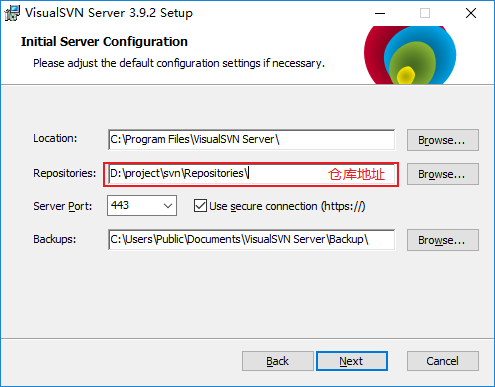 VisualSVN Server 3.9.2 Setup
Initial Server Configuration
Please adjust the default configuration settings if necessary.
Location: C:\Program Files\VisualSVN Server\ Browse...
Repositories: D:\project\svn\Repositories\ 仓库地址 Browse...
Server Port: 443 Use secure connection (https://)
Backups: C:\Users\Public\Documents\VisualSVN Server\Backup\ Browse...
Back Next Cancel